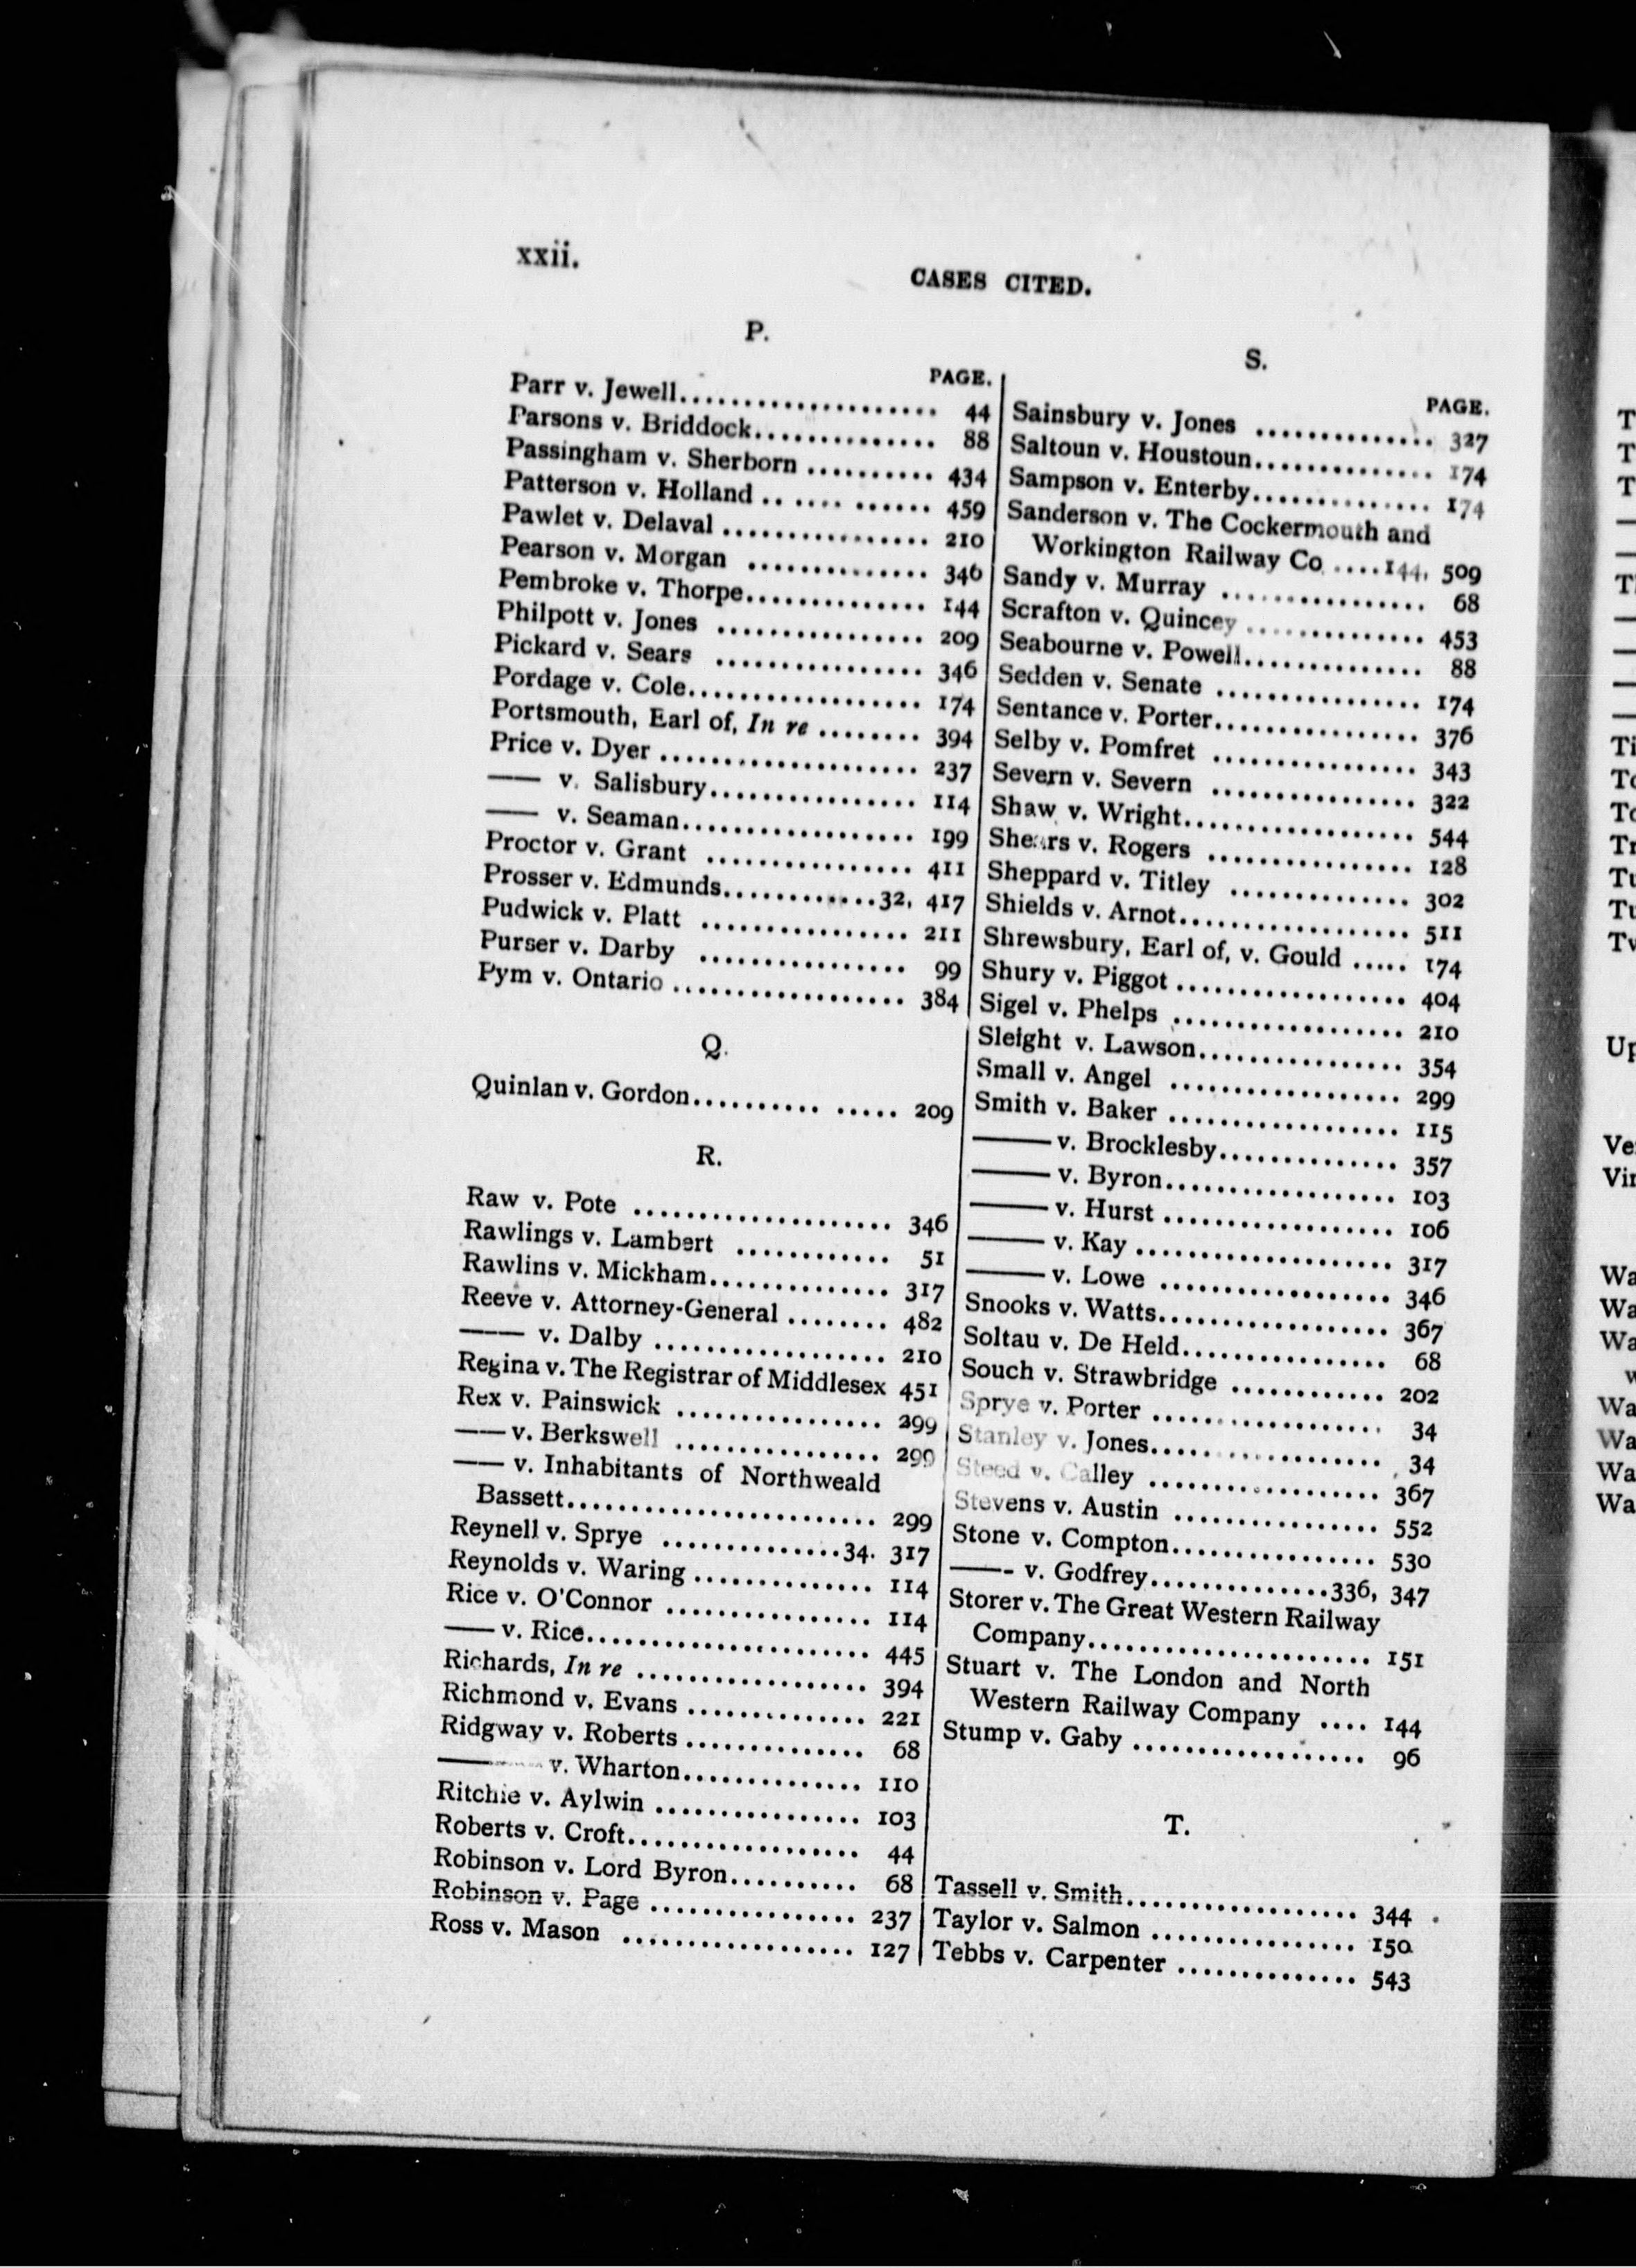 xxii.
CASES CITED.
P.
PAGE.
Parr v. Jewell.................... 44
Parsons v. Briddock.............. 88
Passingham v. Sherborn .......... 434
Patterson v. Holland .. ...... ...... 459
Pawlet v. Delaval ................ 210
Pearson v. Morgan .............. 346
Pembroke v. Thorpe.............. 144
Philpott v. Jones ................ 209
Pickard v. Sears ................ 346
Pordage v. Cole.................. 174
Portsmouth, Earl of, In re ........ 394
Price v. Dyer .................... 237
—— v. Salisbury................ 114
—— v. Seaman.................. 199
Proctor v. Grant ................ 411
Prosser v. Edmunds............32, 417
Pudwick v. Platt ................ 211
Purser v. Darby ................ 99
Pym v. Ontario .................. 384
Q.
Quinlan v. Gordon.......... ..... 209
R.
Raw v. Pote .................... 346
Rawlings v. Lambert ............ 51
Rawlins v. Mickham.............. 317
Reeve v. Attorney-General ........ 482
—— v. Dalby .................. 210
Regina v. The Registrar of Middlesex 451
Rex v. Painswick ................ 299
—— v. Berkswell ................ 299
—— v. Inhabitants of Northweald
Bassett........................ 299
Reynell v. Sprye ..............34. 317
Reynolds v. Waring .............. 114
Rice v. O'Connor ................ 114
—— v. Rice...................... 445
Richards, In re .................. 394
Richmond v. Evans .............. 221
Ridgway v. Roberts .............. 68
——— v. Wharton.............. 110
Ritchie v. Aylwin ................ 103
Roberts v. Croft.................. 44
Robinson v. Lord Byron.......... 68
Robinson v. Page ................ 237
Ross v. Mason .................. 127
S.
PAGE.
Sainsbury v. Jones .............. 327
Saltoun v. Houstoun.............. 174
Sampson v. Enterby.............. 174
Sanderson v. The Cockermouth and
Workington Railway Co.....144, 509
Sandy v. Murray ................ 68
Scrafton v. Quincey .............. 453
Seabourne v. Powell.............. 88
Sedden v. Senate ................ 174
Sentance v. Porter................ 376
Selby v. Pomfret ................ 343
Severn v. Severn ................ 322
Shaw v. Wright.................. 544
Shears v. Rogers ................ 128
Sheppard v. Titley .............. 302
Shields v. Arnot.................. 511
Shrewsbury, Earl of, v. Gould ..... 174
Shury v. Piggot .................. 404
Sigel v. Phelps .................. 210
Sleight v. Lawson................ 354
Small v. Angel .................. 299
Smith v. Baker .................. 115
——— v. Brocklesby.............. 357
——— v. Byron.................. 103
——— v. Hurst .................. 106
——— v. Kay .................... 317
——— v. Lowe .................. 346
Snooks v. Watts.................. 367
Soltau v. De Held................ 68
Souch v. Strawbridge ............ 202
Sprye v. Porter .................. 34
Stanley v. Jones.................. 34
Steed v. Calley .................. 367
Stevens v. Austin ................ 552
Stone v. Compton................ 530
——- v. Godfrey..............336, 347
Storer v. The Great Western Railway
Company...................... 151
Stuart v. The London and North
Western Railway Company .... 144
Stump v. Gaby .................. 96
T.
Tassell v. Smith.................. 344
Taylor v. Salmon ................ 150
Tebbs v. Carpenter .............. 543